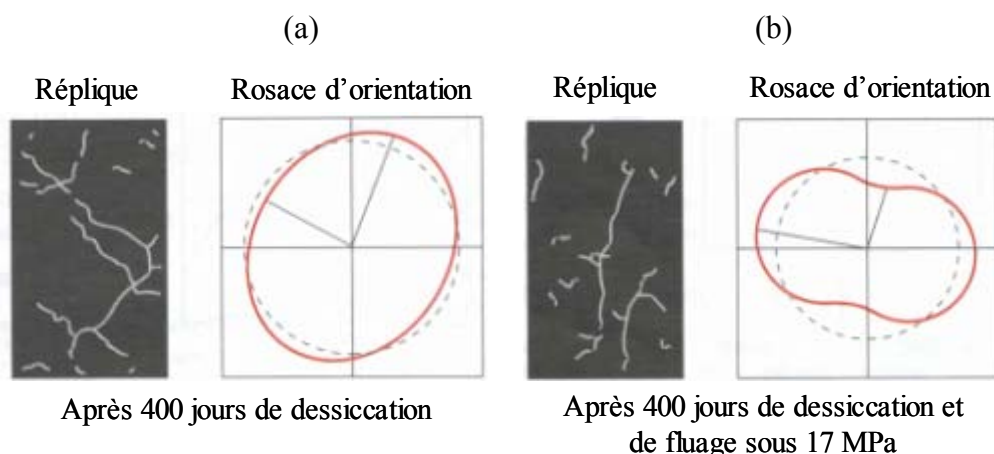 (a)
(b)
Réplique
Rosace d'orientation
Réplique
Rosace d'orientation
Après 400 jours de dessiccation
Après 400 jours de dessiccation et
de fluage sous 17 MPa